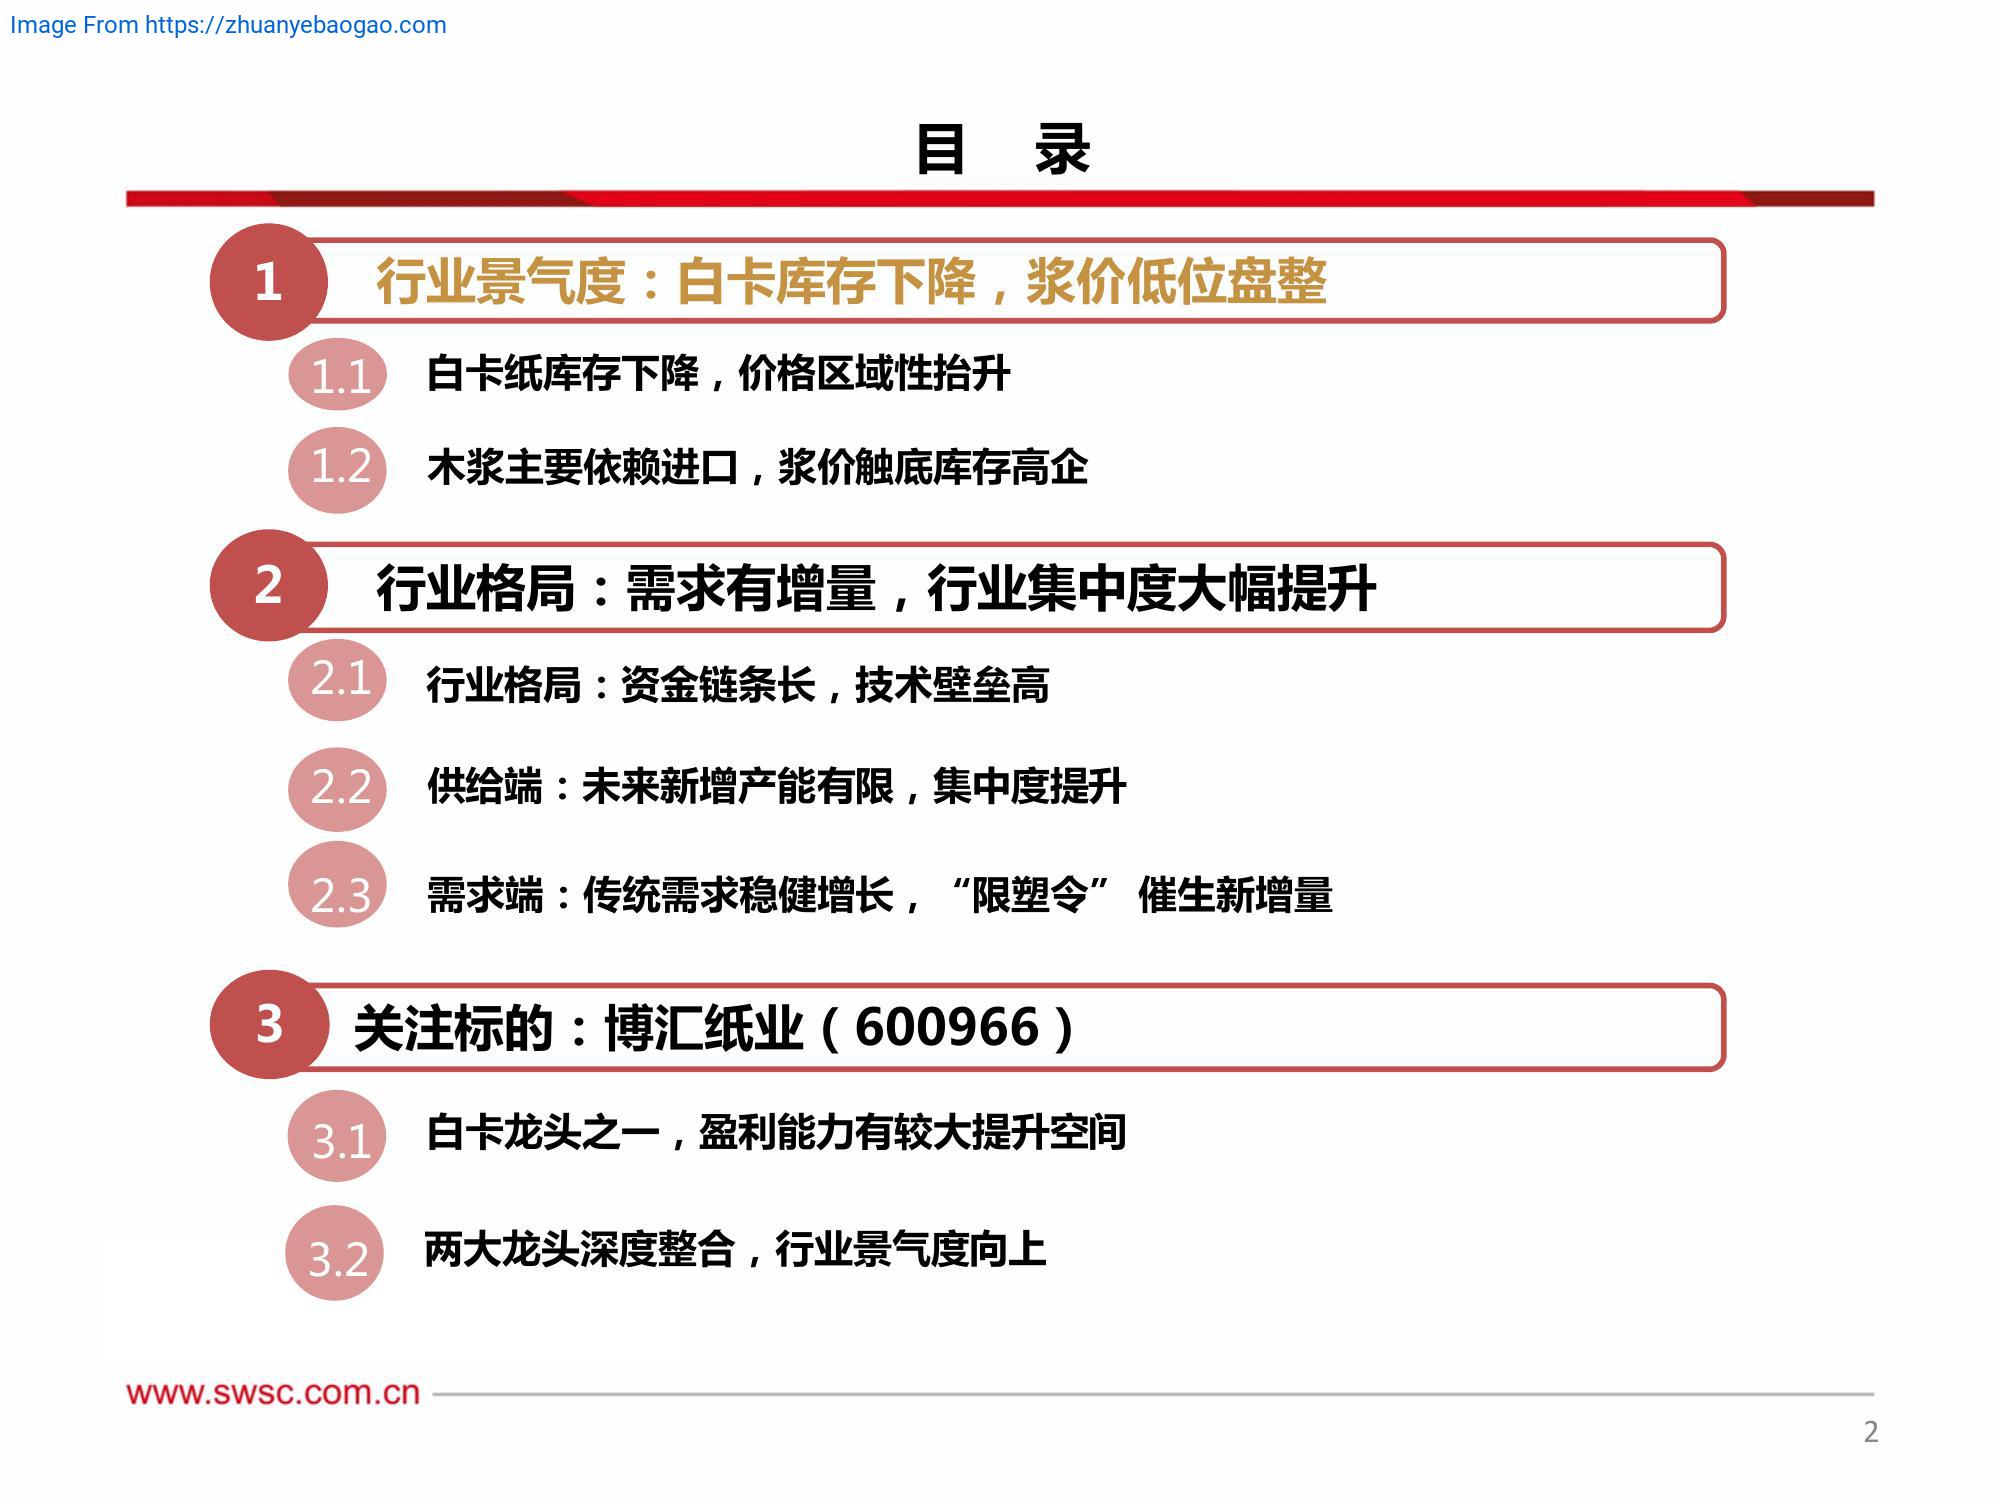 Image From https://zhuanyebaogao.com
目 录
1 行业景气度：白卡库存下降，浆价低位盘整
1.1 白卡纸库存下降，价格区域性抬升
1.2 木浆主要依赖进口，浆价触底库存高企
2 行业格局：需求有增量，行业集中度大幅提升
2.1 行业格局：资金链条长，技术壁垒高
2.2 供给端：未来新增产能有限，集中度提升
2.3 需求端：传统需求稳健增长，“限塑令” 催生新增量
3 关注标的：博汇纸业（600966）
3.1 白卡龙头之一，盈利能力有较大提升空间
3.2 两大龙头深度整合，行业景气度向上
www.swsc.com.cn
2